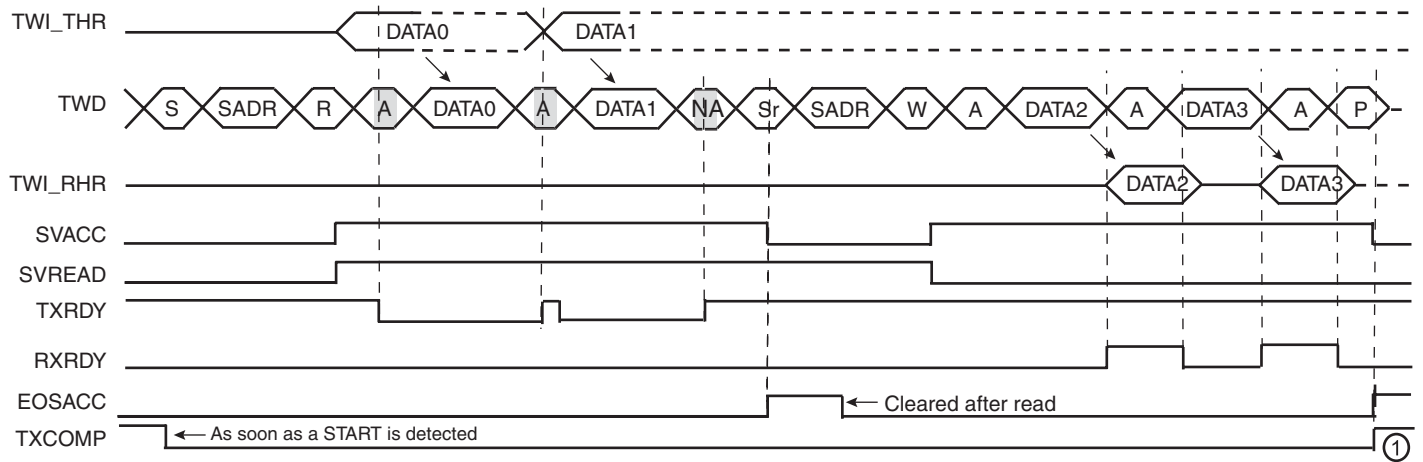 TWI_THR DATA0 DATA1
TWD S SADR R A DATA0 A DATA1 NA Sr SADR W A DATA2 A DATA3 A P
TWI_RHR DATA2 DATA3
SVACC
SVREAD
TXRDY
RXRDY
EOSACC Cleared after read
TXCOMP As soon as a START is detected 1